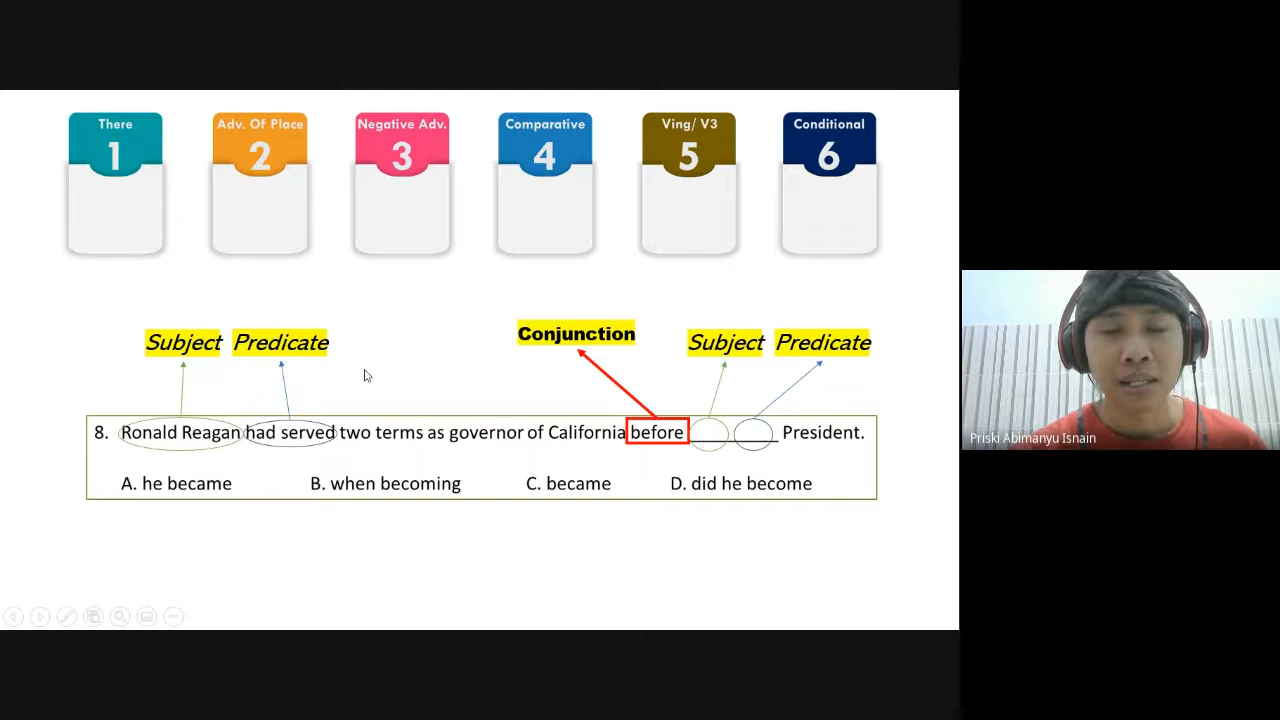 There Adv. Of Place Negative Adv. Comparative Ving/ V3 Conditional
1 2 3 4 5 6
Subject Predicate Conjunction Subject Predicate
8. Ronald Reagan had served two terms as governor of California before ________ President.
A. he became B. when becoming C. became D. did he become
Priski Abimanyu Isnain